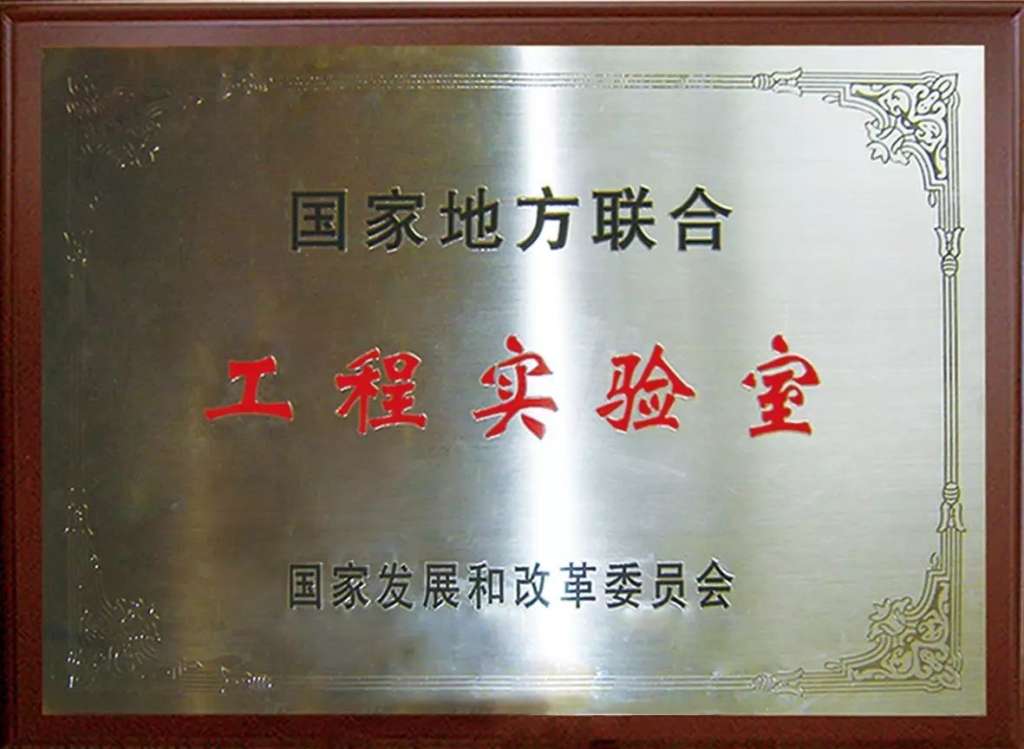 国家地方联合
工程实验室
国家发展和改革委员会